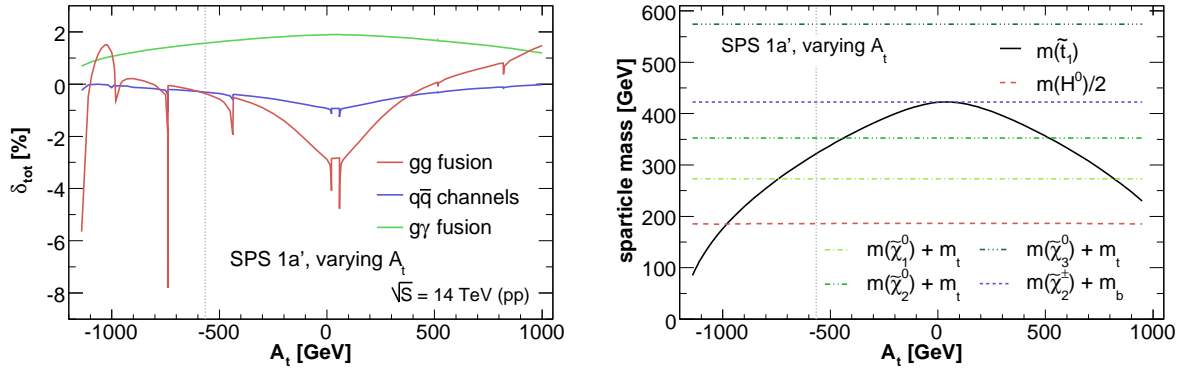 2
0
-2
-4
-6
-8
δtot [%]
gg fusion
qq̅ channels
gγ fusion
SPS 1a', varying At
√S = 14 TeV (pp)
-1000 -500 0 500 1000
At [GeV]
600
500
400
300
200
100
0
sparticle mass [GeV]
SPS 1a', varying At
m(t̃1)
m(H⁰)/2
m(χ̃⁰1) + mt
m(χ̃⁰3) + mt
m(χ̃⁰2) + mt
m(χ̃±2) + mb
-1000 -500 0 500 1000
At [GeV]